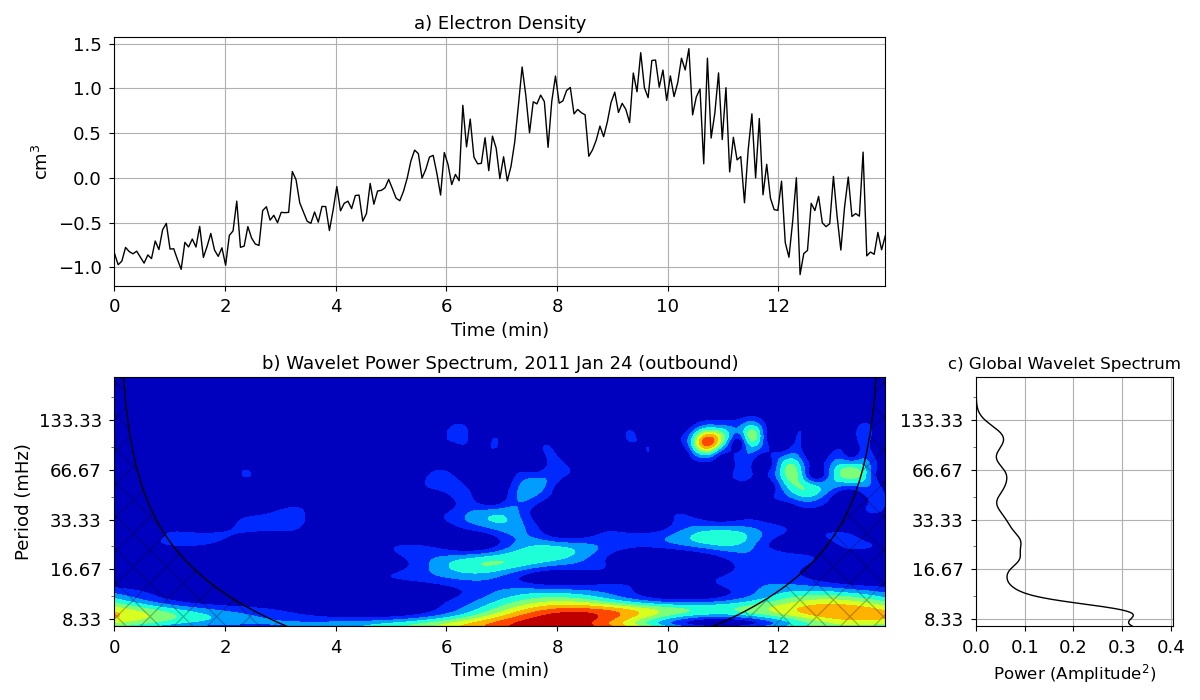 a) Electron Density
1.5
1.0
0.5
0.0
−0.5
−1.0
cm³
0 2 4 6 8 10 12
Time (min)
b) Wavelet Power Spectrum, 2011 Jan 24 (outbound)
133.33
66.67
33.33
16.67
8.33
Period (mHz)
0 2 4 6 8 10 12
Time (min)
c) Global Wavelet Spectrum
133.33
66.67
33.33
16.67
8.33
0.0 0.1 0.2 0.3 0.4
Power (Amplitude²)